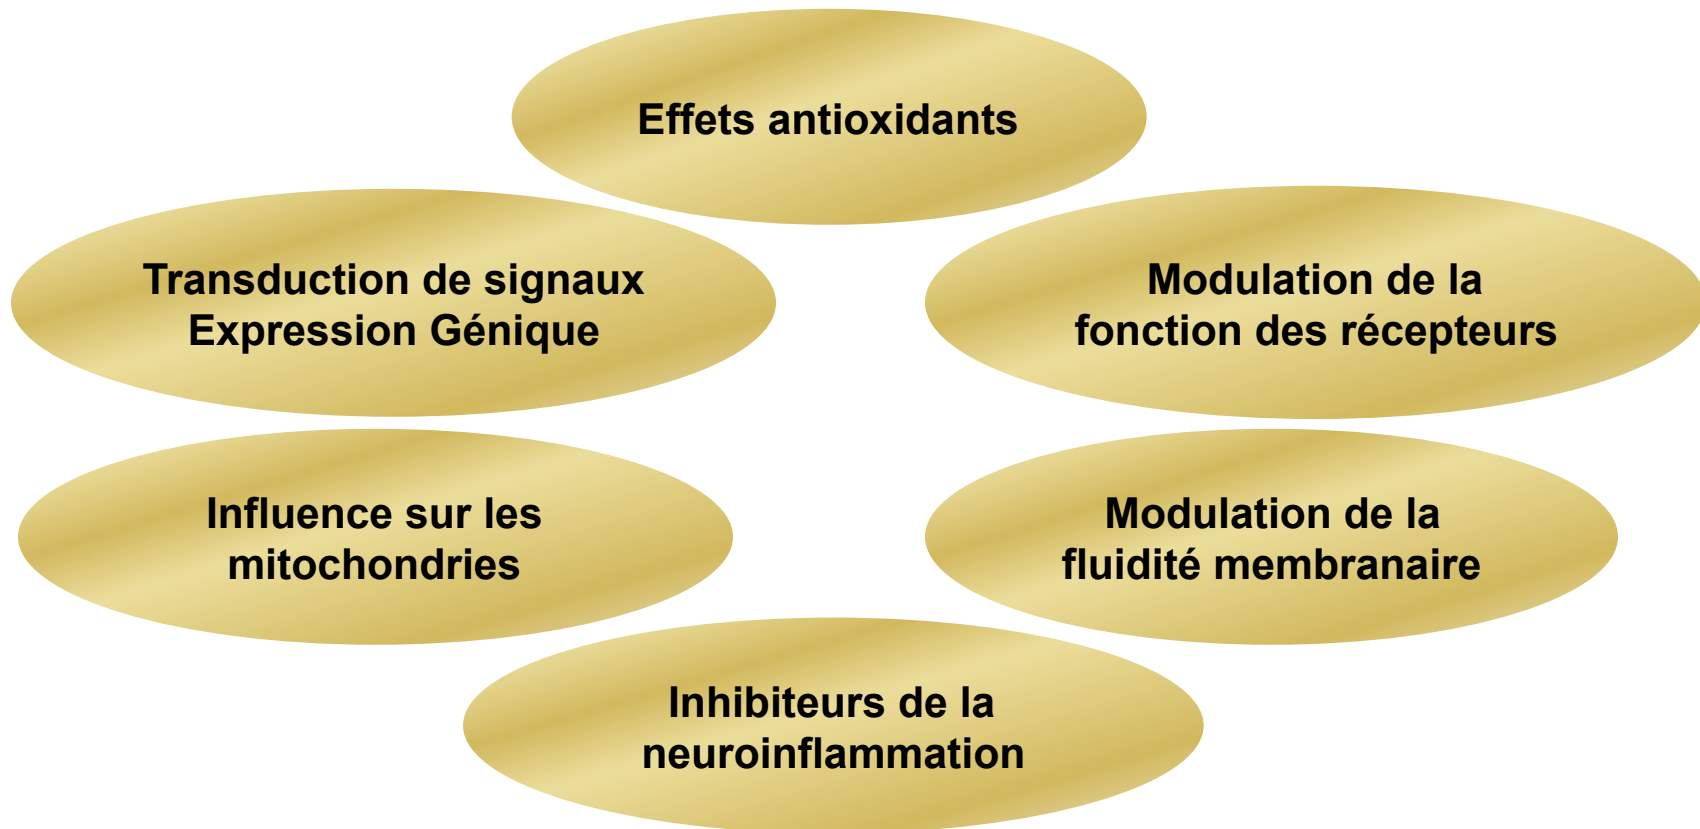 Effets antioxidants
Transduction de signaux
Expression Génique
Modulation de la
fonction des récepteurs
Influence sur les
mitochondries
Modulation de la
fluidité membranaire
Inhibiteurs de la
neuroinflammation